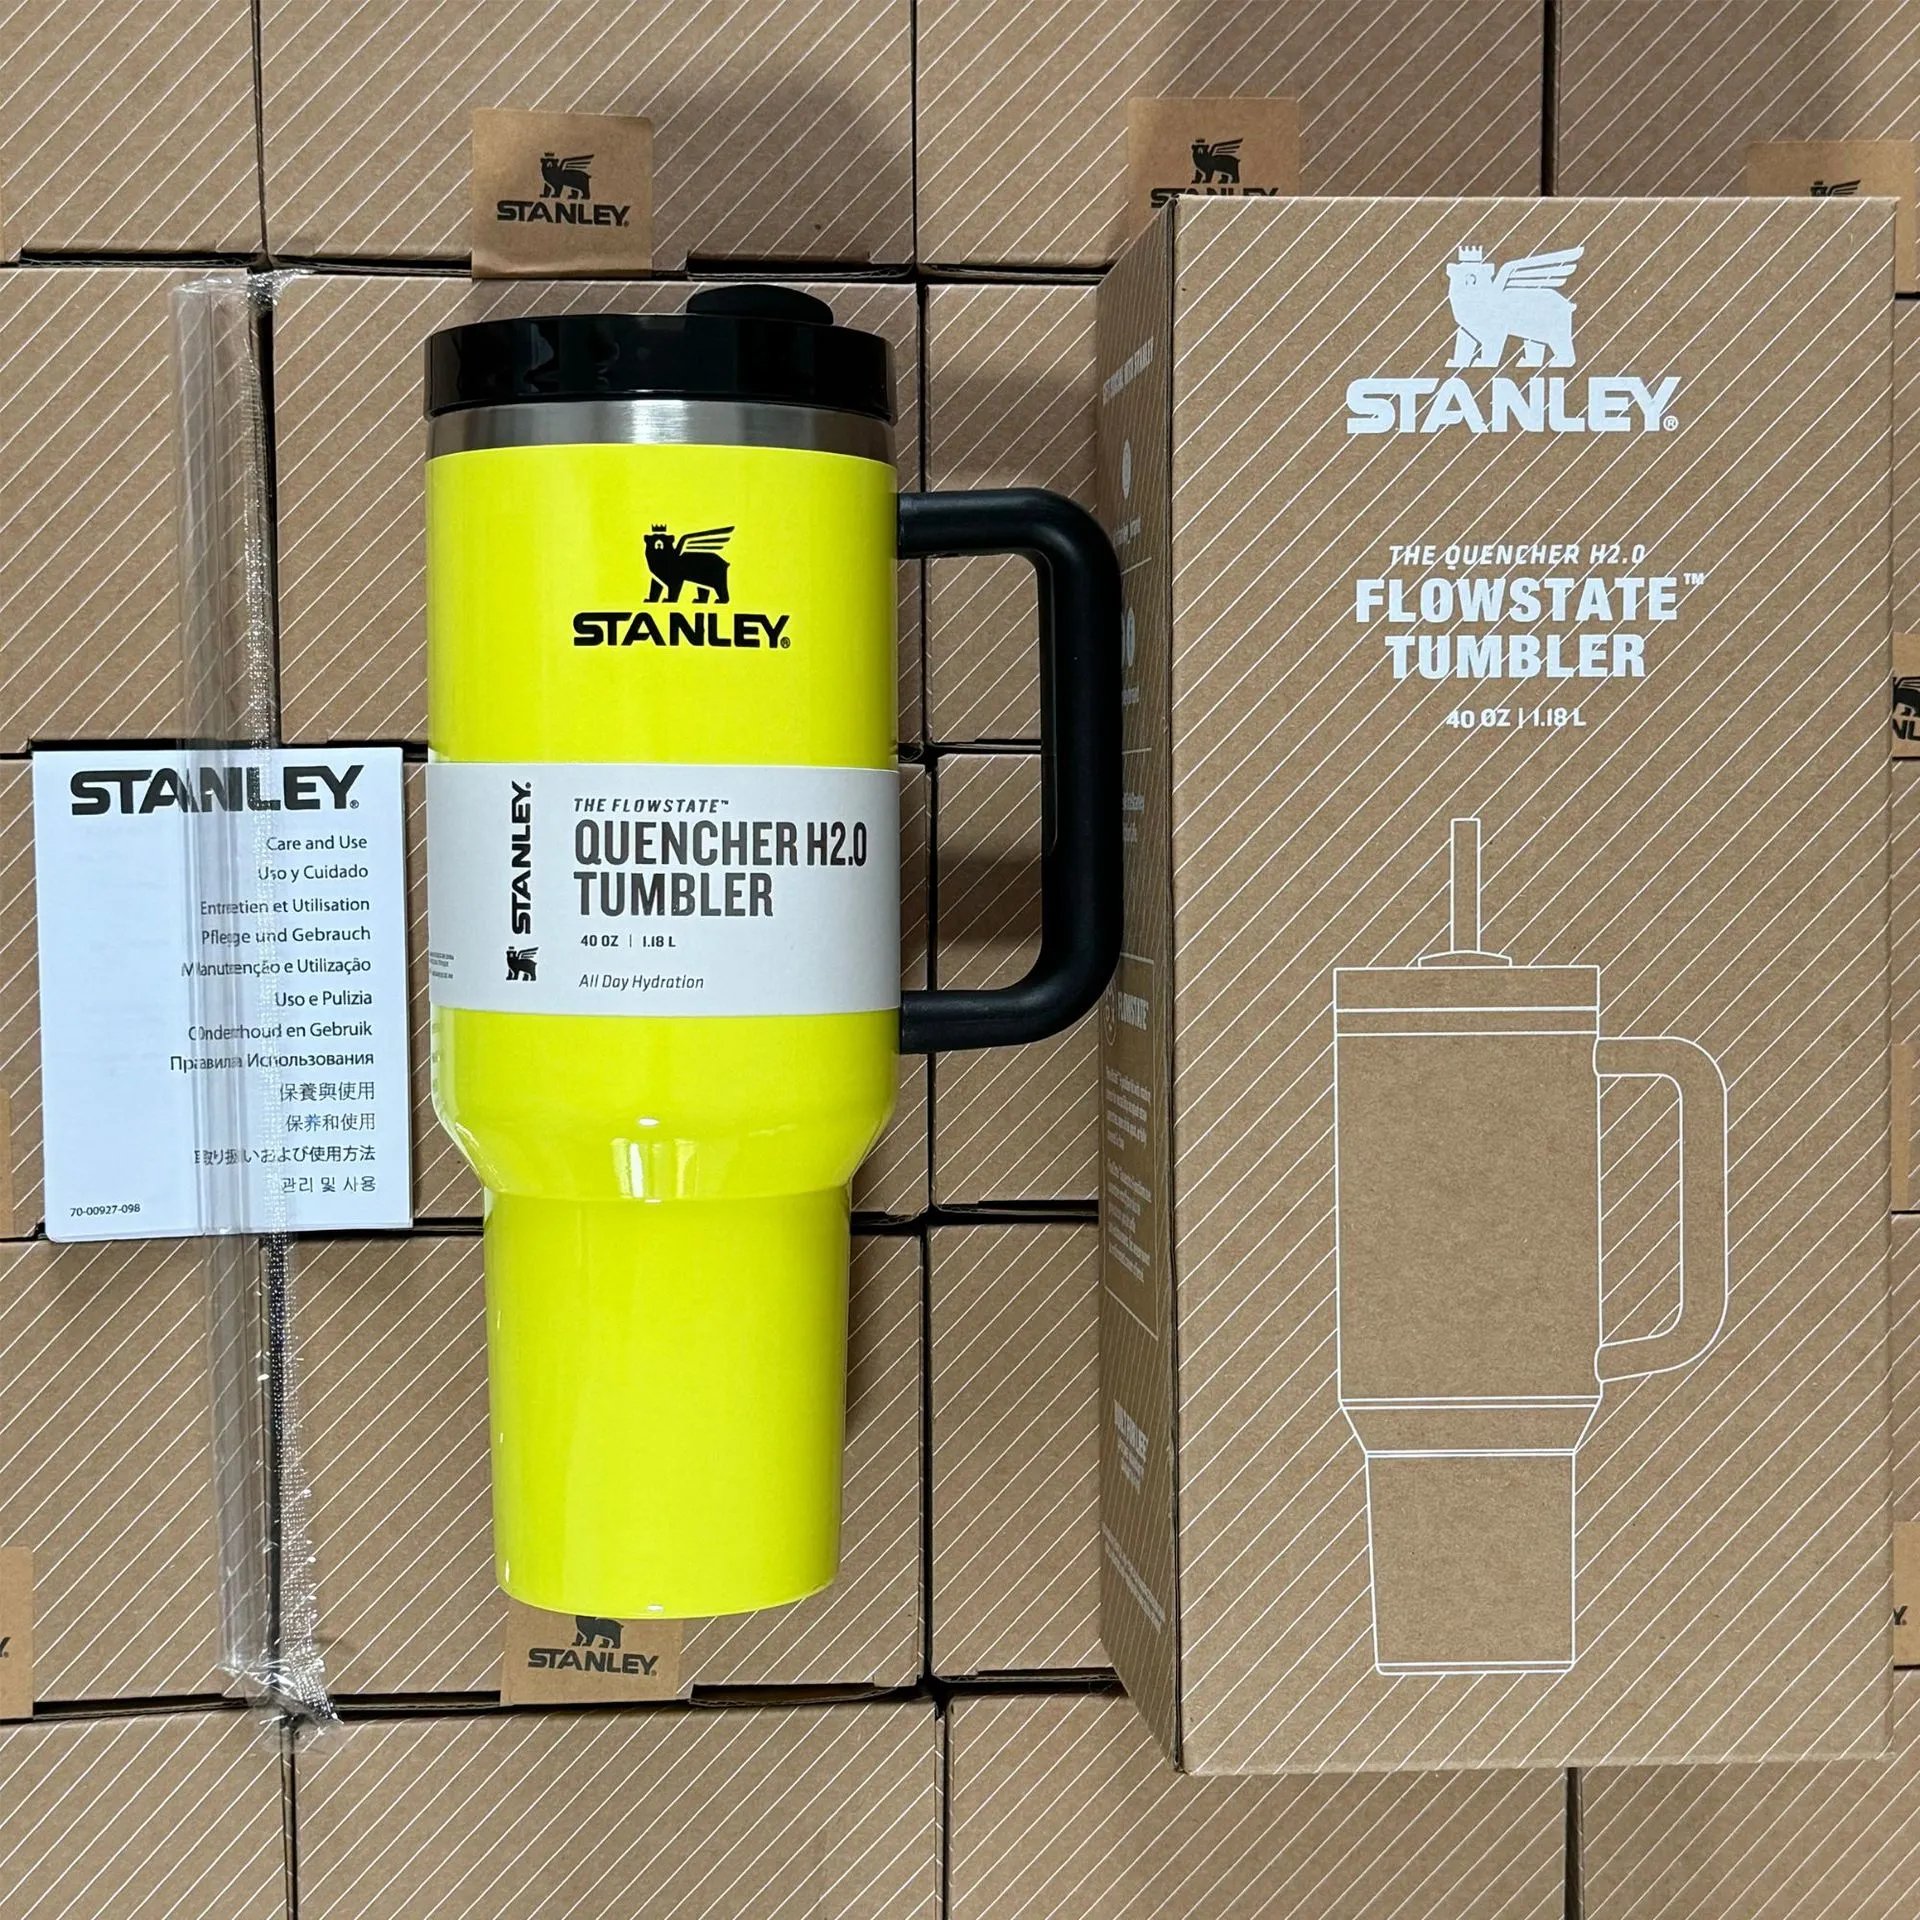 STANLEY
STANLEY
STANLEY®
THE QUENCHER H2.0
FLOWSTATE™
TUMBLER
40 OZ | 1.18 L
STANLEY®
STANLEY®
THE FLOWSTATE™
QUENCHER H2.0
TUMBLER
40 OZ | 1.18 L
All Day Hydration
STANLEY®
Care and Use
Uso y Cuidado
Entretien et Utilisation
Pflege und Gebrauch
Manutenção e Utilização
Uso e Pulizia
Onderhoud en Gebruik
Правила Использования
保養與使用
保养和使用
取り扱いおよび使用方法
관리 및 사용
70-00927-098
FLOWSTATE
STANLEY